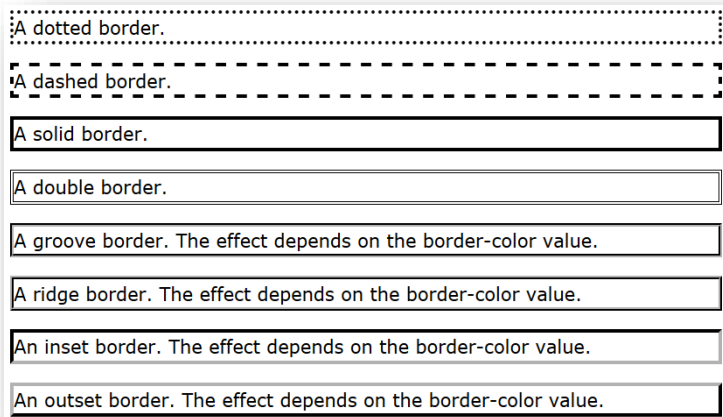 A dotted border.
A dashed border.
A solid border.
A double border.
A groove border. The effect depends on the border-color value.
A ridge border. The effect depends on the border-color value.
An inset border. The effect depends on the border-color value.
An outset border. The effect depends on the border-color value.